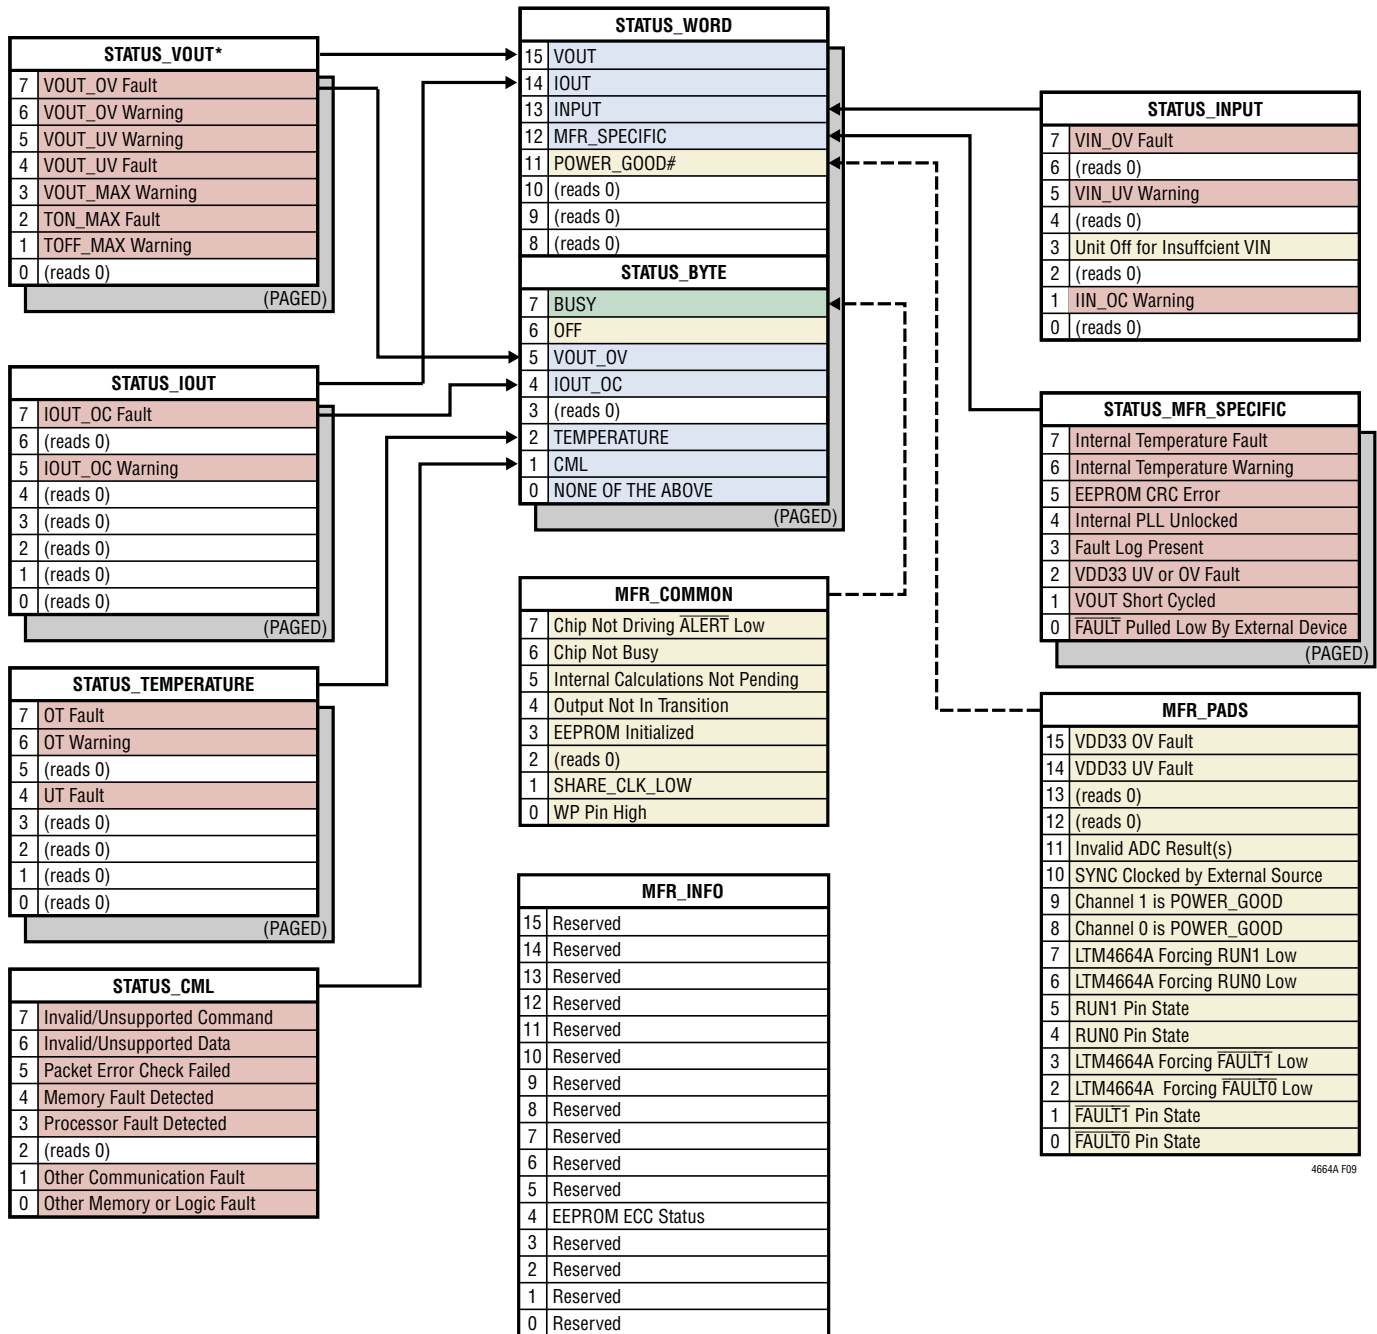 STATUS_VOUT*
7 VOUT_OV Fault
6 VOUT_OV Warning
5 VOUT_UV Warning
4 VOUT_UV Fault
3 VOUT_MAX Warning
2 TON_MAX Fault
1 TOFF_MAX Warning
0 (reads 0)
(PAGED)
STATUS_IOUT
7 IOUT_OC Fault
6 (reads 0)
5 IOUT_OC Warning
4 (reads 0)
3 (reads 0)
2 (reads 0)
1 (reads 0)
0 (reads 0)
(PAGED)
STATUS_TEMPERATURE
7 OT Fault
6 OT Warning
5 (reads 0)
4 UT Fault
3 (reads 0)
2 (reads 0)
1 (reads 0)
0 (reads 0)
(PAGED)
STATUS_CML
7 Invalid/Unsupported Command
6 Invalid/Unsupported Data
5 Packet Error Check Failed
4 Memory Fault Detected
3 Processor Fault Detected
2 (reads 0)
1 Other Communication Fault
0 Other Memory or Logic Fault
STATUS_WORD
15 VOUT
14 IOUT
13 INPUT
12 MFR_SPECIFIC
11 POWER_GOOD#
10 (reads 0)
9 (reads 0)
8 (reads 0)
STATUS_BYTE
7 BUSY
6 OFF
5 VOUT_OV
4 IOUT_OC
3 (reads 0)
2 TEMPERATURE
1 CML
0 NONE OF THE ABOVE
(PAGED)
MFR_COMMON
7 Chip Not Driving ALERT Low
6 Chip Not Busy
5 Internal Calculations Not Pending
4 Output Not In Transition
3 EEPROM Initialized
2 (reads 0)
1 SHARE_CLK_LOW
0 WP Pin High
MFR_INFO
15 Reserved
14 Reserved
13 Reserved
12 Reserved
11 Reserved
10 Reserved
9 Reserved
8 Reserved
7 Reserved
6 Reserved
5 Reserved
4 EEPROM ECC Status
3 Reserved
2 Reserved
1 Reserved
0 Reserved
STATUS_INPUT
7 VIN_OV Fault
6 (reads 0)
5 VIN_UV Warning
4 (reads 0)
3 Unit Off for Insuffcient VIN
2 (reads 0)
1 IIN_OC Warning
0 (reads 0)
STATUS_MFR_SPECIFIC
7 Internal Temperature Fault
6 Internal Temperature Warning
5 EEPROM CRC Error
4 Internal PLL Unlocked
3 Fault Log Present
2 VDD33 UV or OV Fault
1 VOUT Short Cycled
0 FAULT Pulled Low By External Device
(PAGED)
MFR_PADS
15 VDD33 OV Fault
14 VDD33 UV Fault
13 (reads 0)
12 (reads 0)
11 Invalid ADC Result(s)
10 SYNC Clocked by External Source
9 Channel 1 is POWER_GOOD
8 Channel 0 is POWER_GOOD
7 LTM4664A Forcing RUN1 Low
6 LTM4664A Forcing RUN0 Low
5 RUN1 Pin State
4 RUN0 Pin State
3 LTM4664A Forcing FAULT1 Low
2 LTM4664A Forcing FAULT0 Low
1 FAULT1 Pin State
0 FAULT0 Pin State
4664A F09